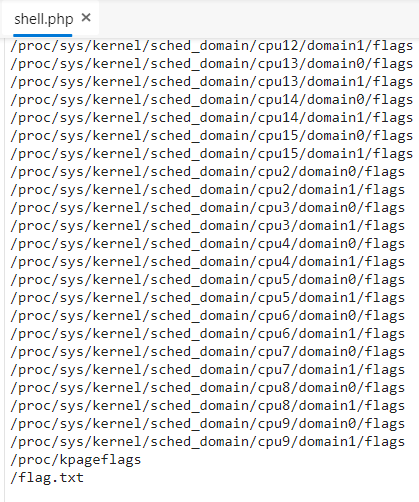 shell.php ×
/proc/sys/kernel/sched_domain/cpu12/domain1/flags
/proc/sys/kernel/sched_domain/cpu13/domain0/flags
/proc/sys/kernel/sched_domain/cpu13/domain1/flags
/proc/sys/kernel/sched_domain/cpu14/domain0/flags
/proc/sys/kernel/sched_domain/cpu14/domain1/flags
/proc/sys/kernel/sched_domain/cpu15/domain0/flags
/proc/sys/kernel/sched_domain/cpu15/domain1/flags
/proc/sys/kernel/sched_domain/cpu2/domain0/flags
/proc/sys/kernel/sched_domain/cpu2/domain1/flags
/proc/sys/kernel/sched_domain/cpu3/domain0/flags
/proc/sys/kernel/sched_domain/cpu3/domain1/flags
/proc/sys/kernel/sched_domain/cpu4/domain0/flags
/proc/sys/kernel/sched_domain/cpu4/domain1/flags
/proc/sys/kernel/sched_domain/cpu5/domain0/flags
/proc/sys/kernel/sched_domain/cpu5/domain1/flags
/proc/sys/kernel/sched_domain/cpu6/domain0/flags
/proc/sys/kernel/sched_domain/cpu6/domain1/flags
/proc/sys/kernel/sched_domain/cpu7/domain0/flags
/proc/sys/kernel/sched_domain/cpu7/domain1/flags
/proc/sys/kernel/sched_domain/cpu8/domain0/flags
/proc/sys/kernel/sched_domain/cpu8/domain1/flags
/proc/sys/kernel/sched_domain/cpu9/domain0/flags
/proc/sys/kernel/sched_domain/cpu9/domain1/flags
/proc/kpageflags
/flag.txt